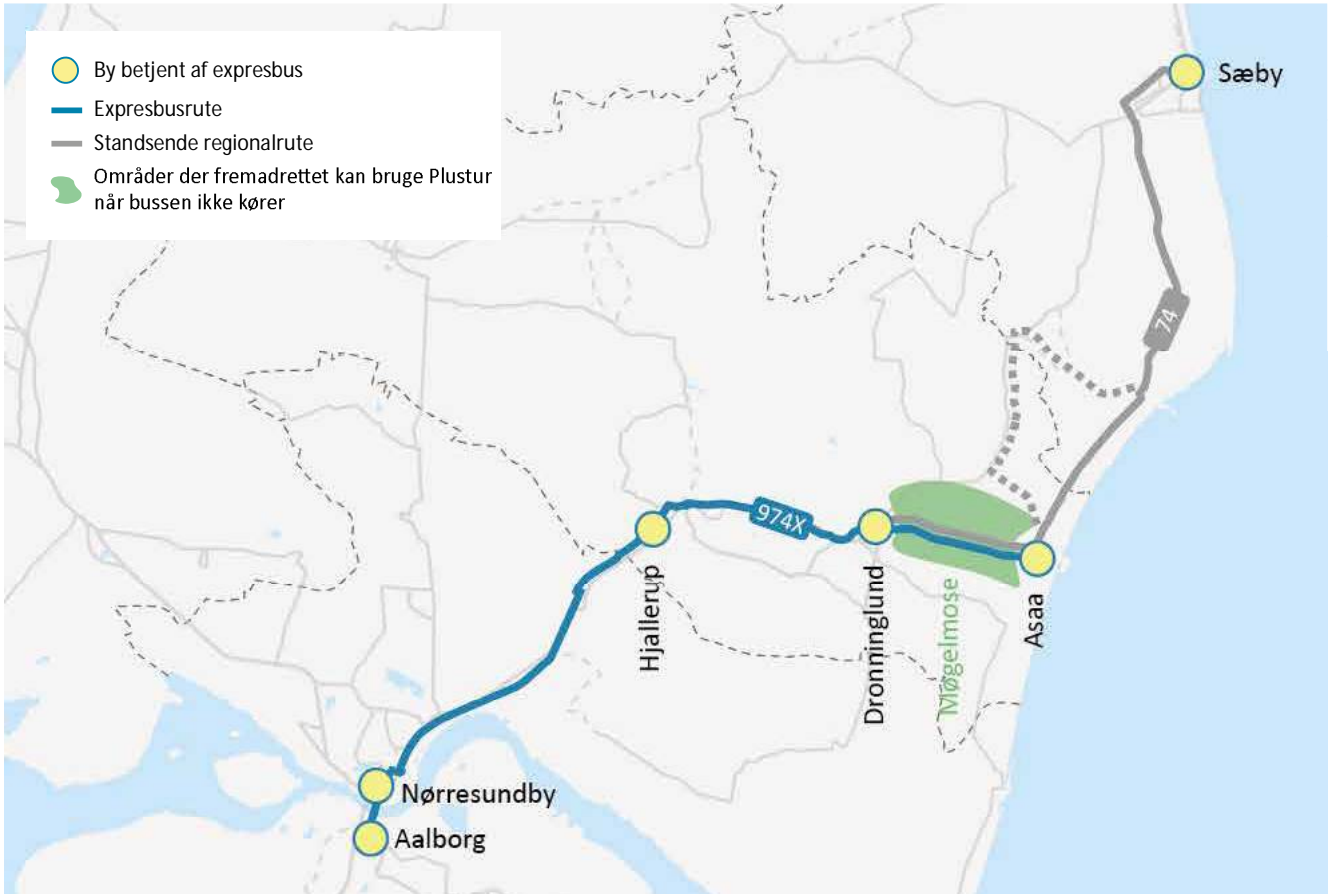 By betjent af expresbus
Expresbusrute
Standsende regionalrute
Områder der fremadrettet kan bruge Plustur
når bussen ikke kører
Sæby
74
974X
Hjallerup
Dronninglund
Møgelmose
Asaa
Nørresundby
Aalborg